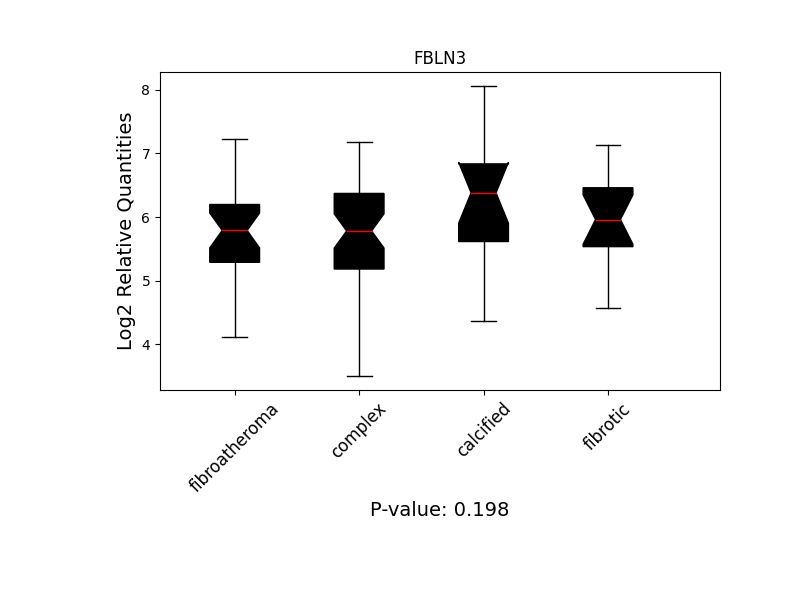 FBLN3
Log2 Relative Quantities
8
7
6
5
4
fibroatheroma
complex
calcified
fibrotic
P-value: 0.198